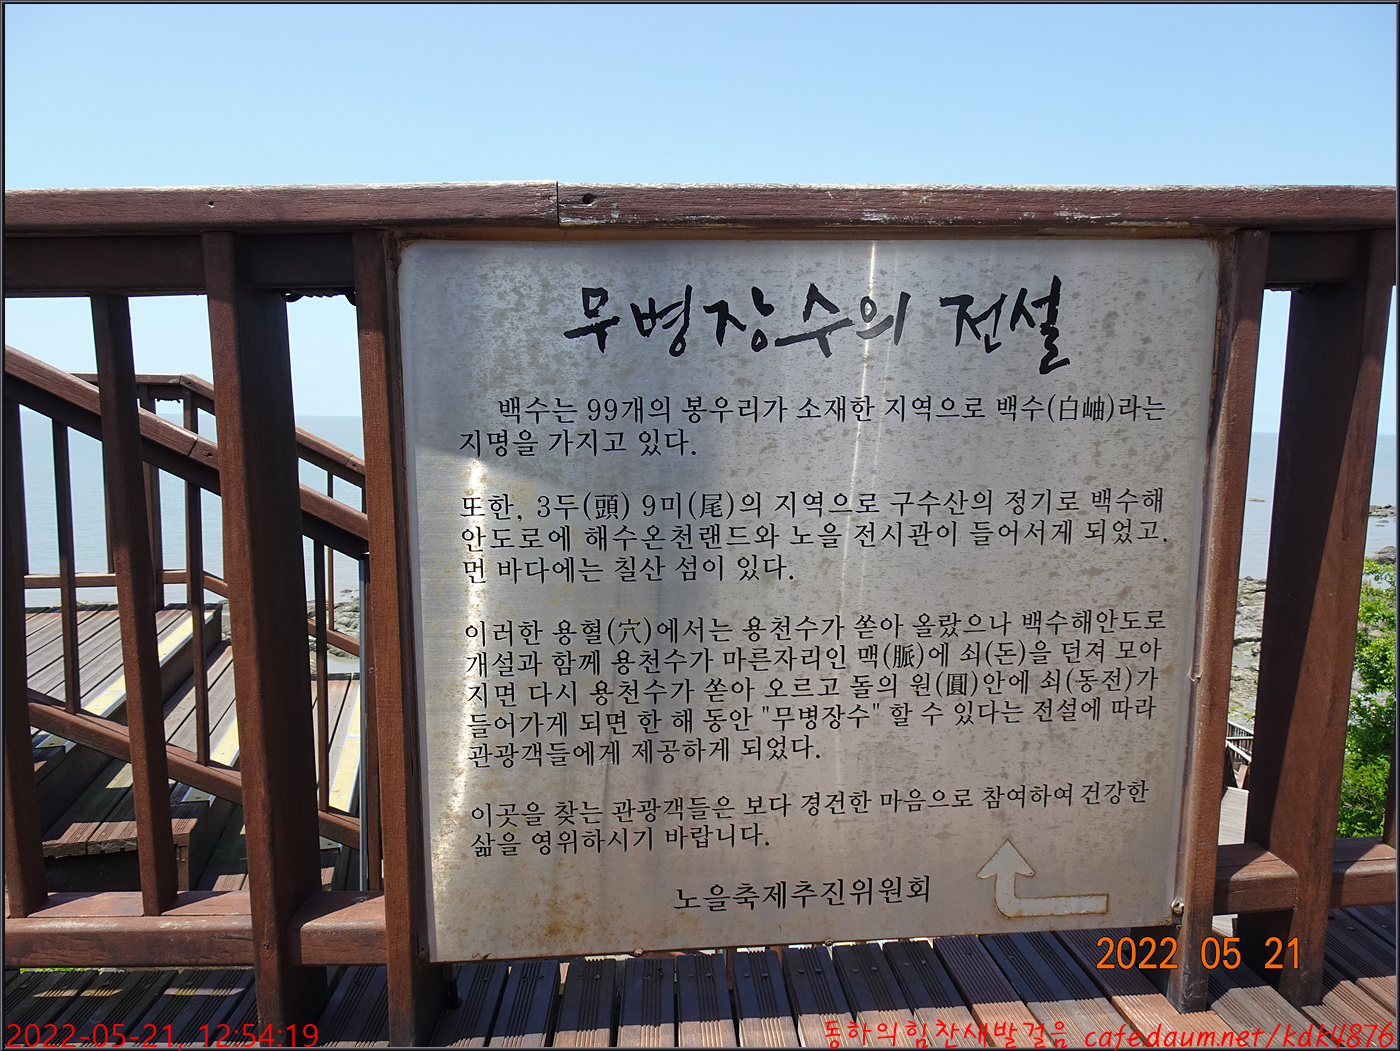 무병장수의 전설
백수는 99개의 봉우리가 소재한 지역으로 백수(白岫)라는
지명을 가지고 있다.
또한, 3두(頭) 9미(尾)의 지역으로 구수산의 정기로 백수해
안도로에 해수온천랜드와 노을 전시관이 들어서게 되었고,
먼 바다에는 칠산 섬이 있다.
이러한 용혈(穴)에서는 용천수가 쏟아 올랐으나 백수해안도로
개설과 함께 용천수가 마른자리인 맥(脈)에 쇠(돈)을 던져 모아
지면 다시 용천수가 쏟아 오르고 돌의 원(圓)안에 쇠(동전)가
들어가게 되면 한 해 동안 "무병장수" 할 수 있다는 전설에 따라
관광객들에게 제공하게 되었다.
이곳을 찾는 관광객들은 보다 경건한 마음으로 참여하여 건강한
삶을 영위하시기 바랍니다.
노을축제추진위원회
2022 05 21
2022-05-21, 12:54:19
동하의힘찬새발걸음 cafedaumnet/kdk4876